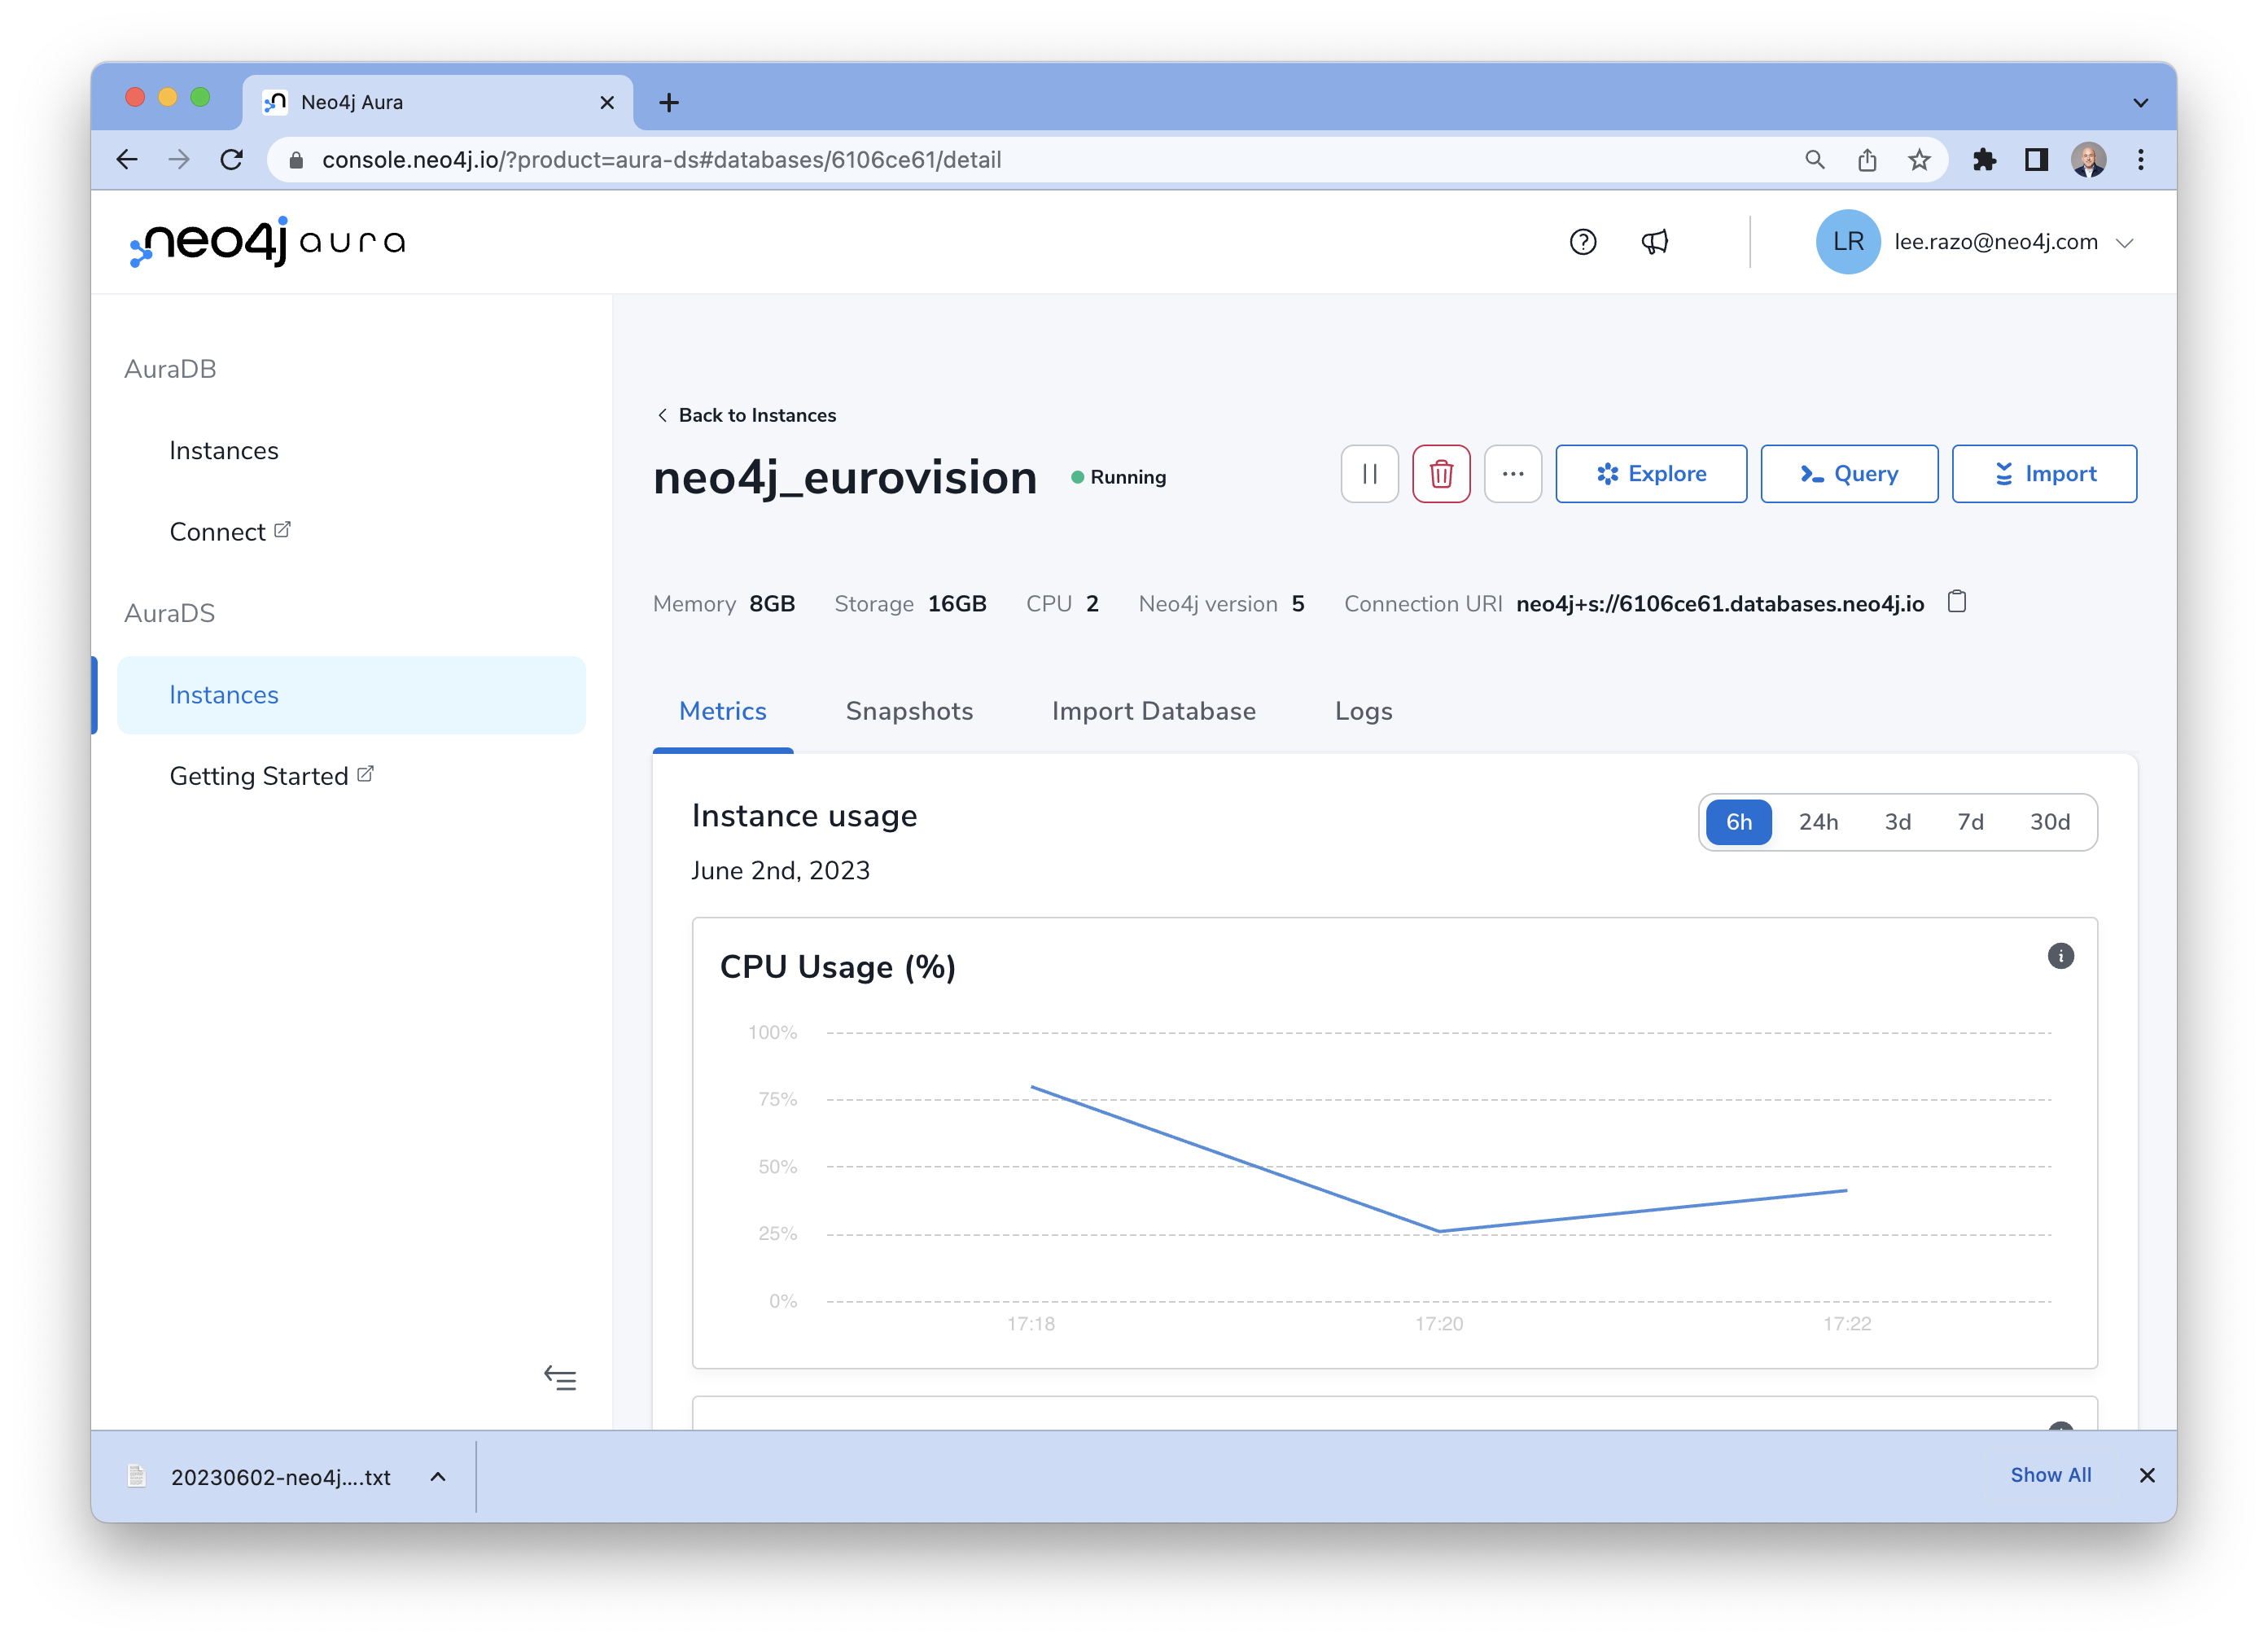 Neo4j Aura
console.neo4j.io/?product=aura-ds#databases/6106ce61/detail
neo4j aura
LR lee.razo@neo4j.com
AuraDB
Instances
Connect
AuraDS
Instances
Getting Started
Back to Instances
neo4j_eurovision Running Explore Query Import
Memory 8GB Storage 16GB CPU 2 Neo4j version 5 Connection URI neo4j+s://6106ce61.databases.neo4j.io
Metrics Snapshots Import Database Logs
Instance usage 6h 24h 3d 7d 30d
June 2nd, 2023
CPU Usage (%)
100%
75%
50%
25%
0%
17:18 17:20 17:22
20230602-neo4j....txt Show All